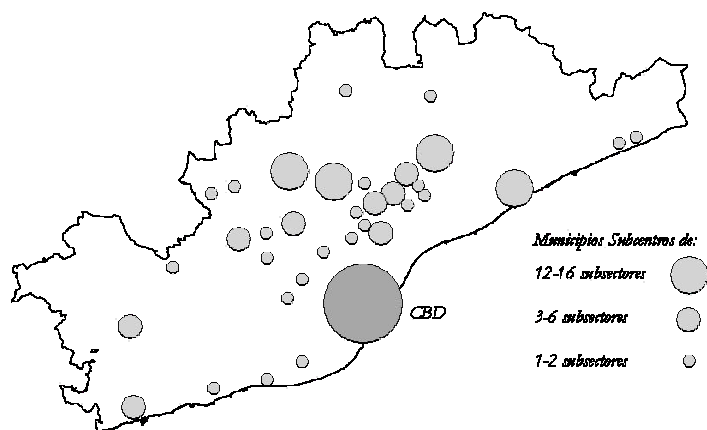 Municipios Subcentros de:
12-16 subsectores
CBD
3-6 subsectores
1-2 subsectores